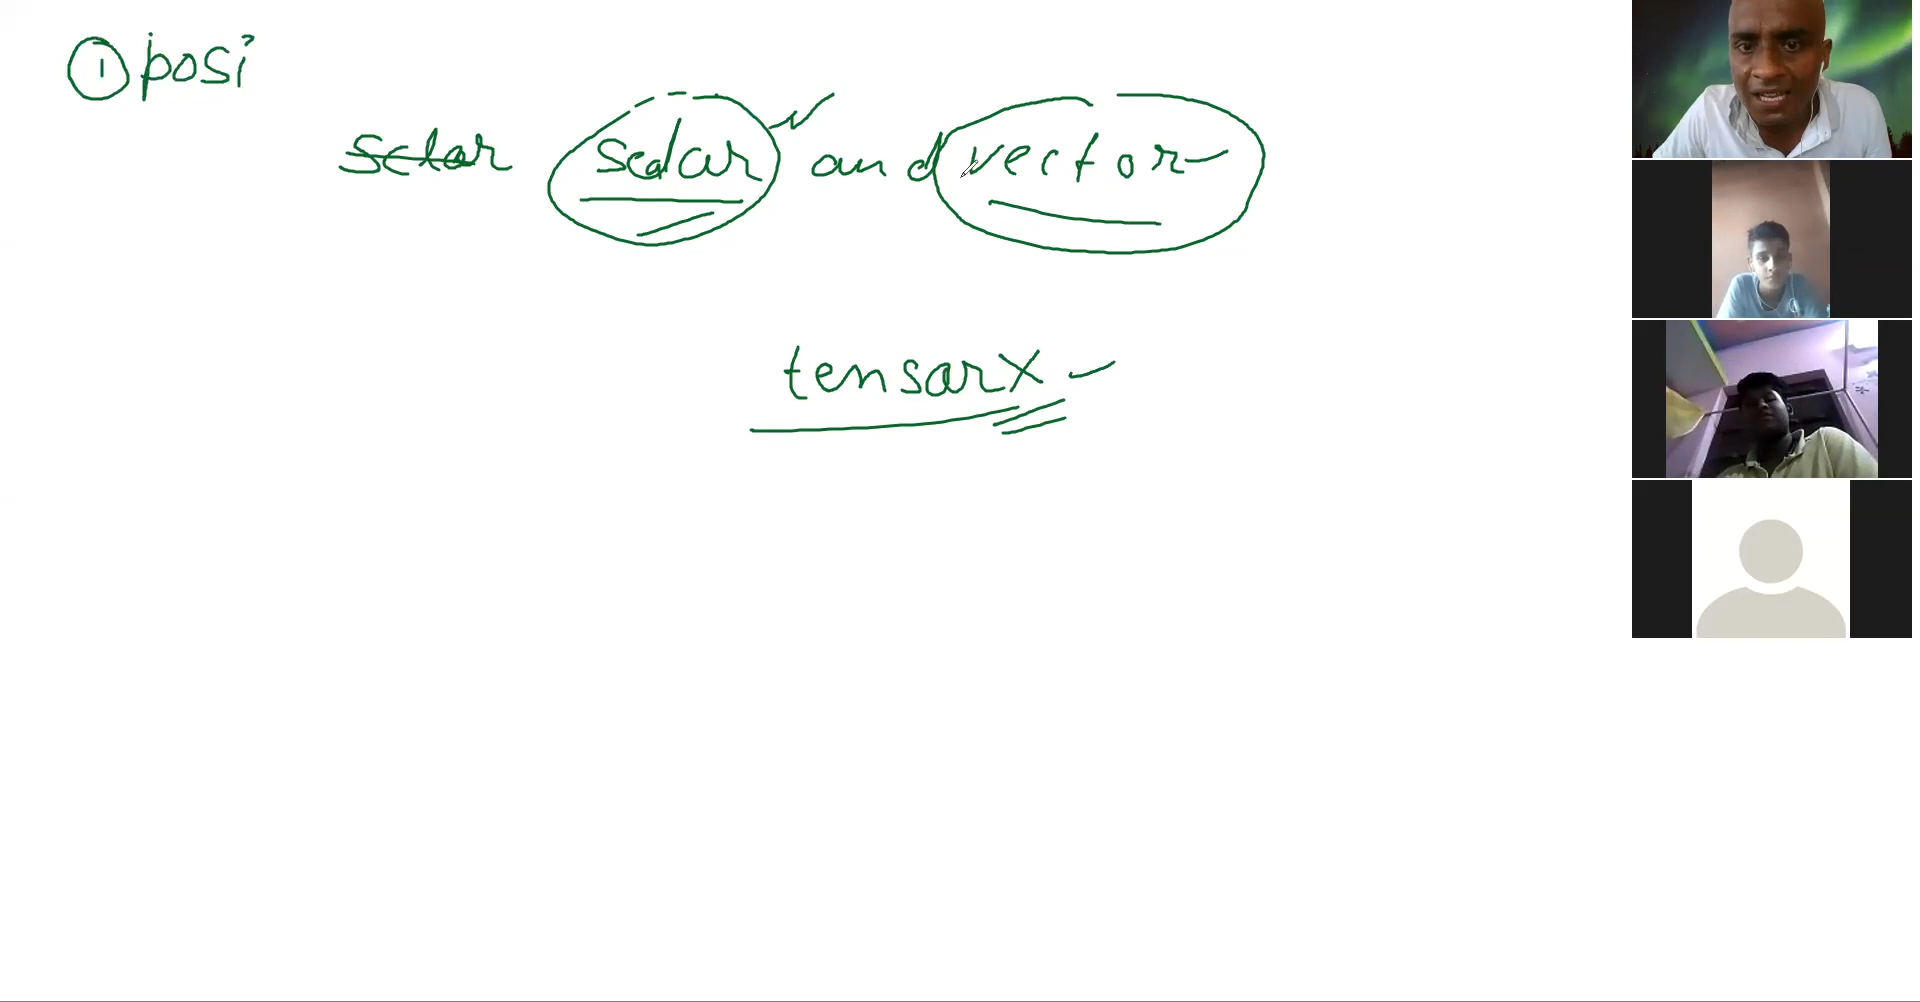 ① posi
sclar scalar and vector
tensar X